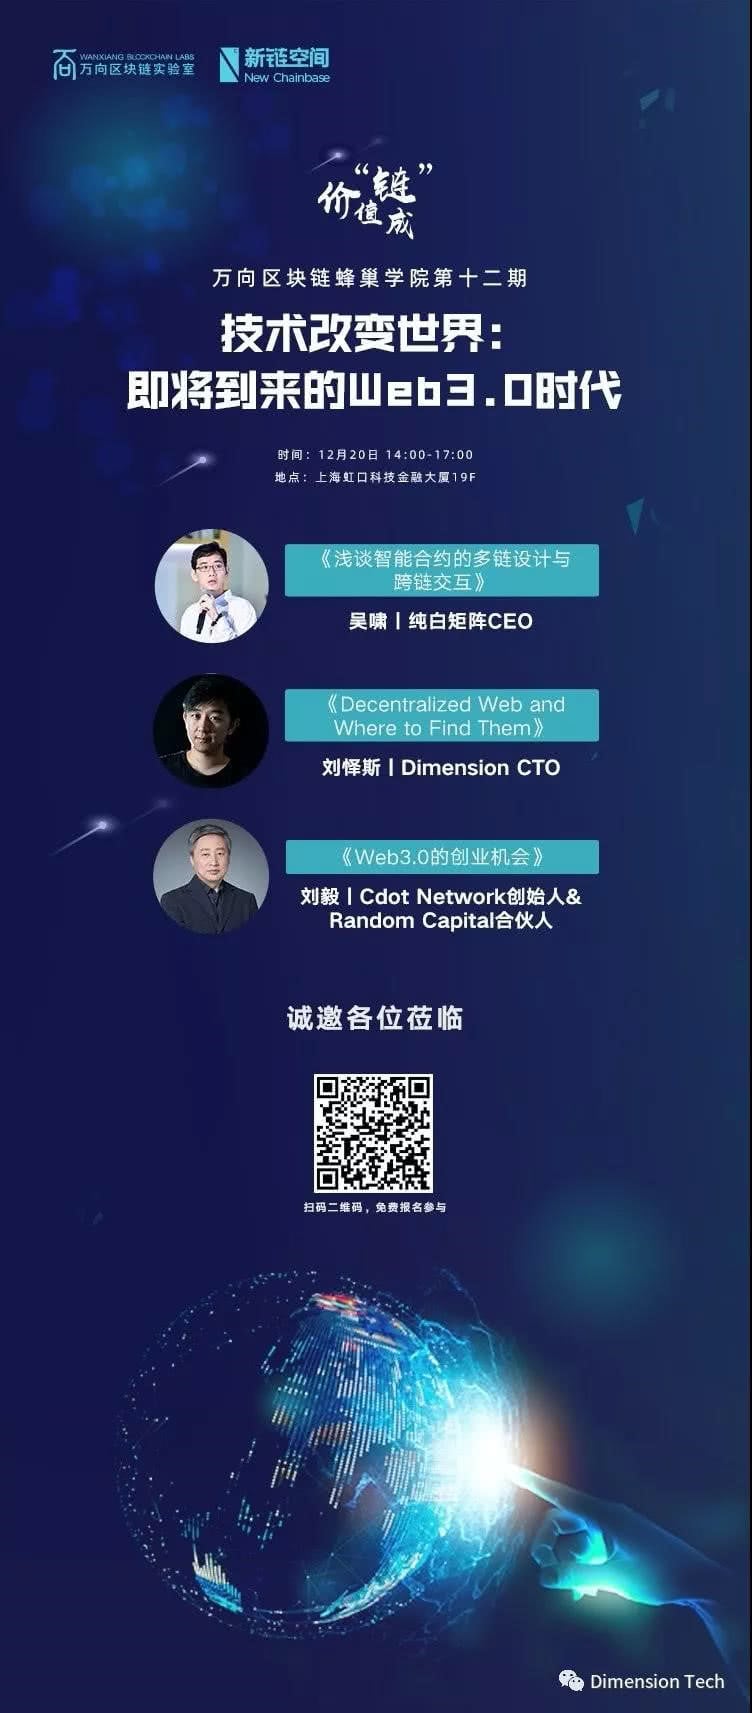 WANXIANG BLOCKCHAIN LABS
万向区块链实验室
新链空间
New Chainbase
价值“链”成
万向区块链蜂巢学院第十二期
技术改变世界：
即将到来的Web3.0时代
时间：12月20日 14:00-17:00
地点：上海虹口科技金融大厦19F
《浅谈智能合约的多链设计与
跨链交互》
吴啸丨纯白矩阵CEO
《Decentralized Web and
Where to Find Them》
刘怿斯丨Dimension CTO
《Web3.0的创业机会》
刘毅丨Cdot Network创始人&
Random Capital合伙人
诚邀各位莅临
扫码二维码，免费报名参与
Dimension Tech